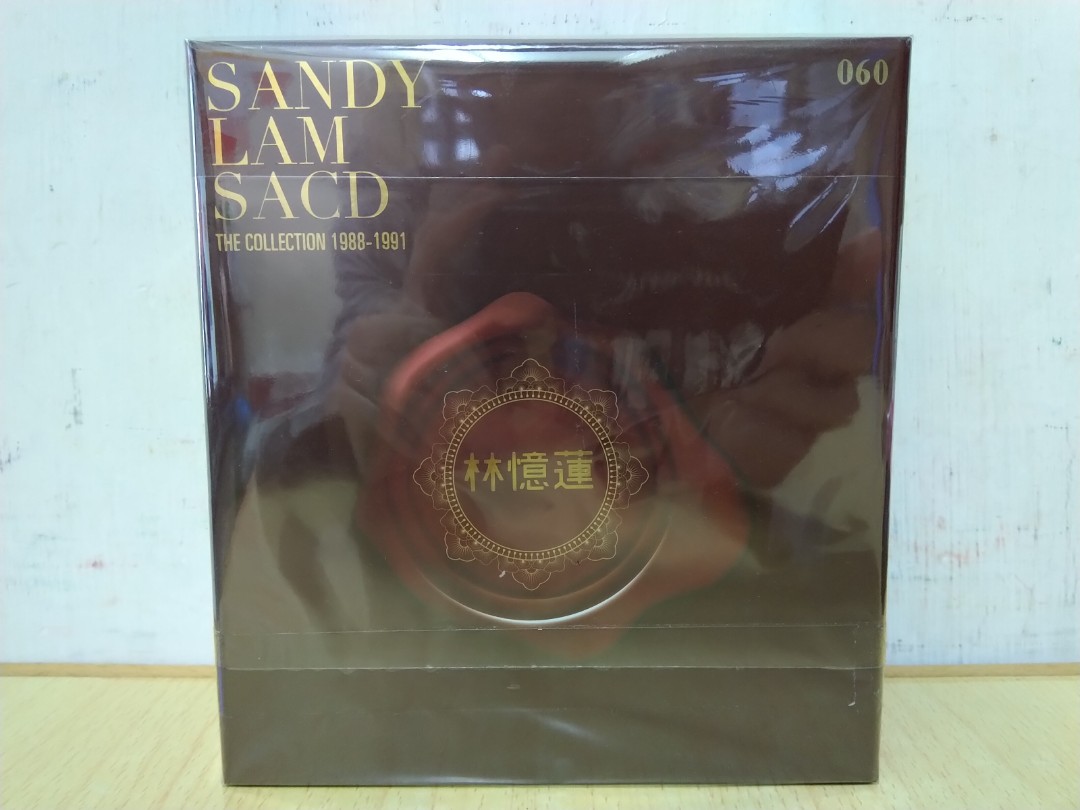 SANDY
LAM
SACD
THE COLLECTION 1988-1991
060
林憶蓮